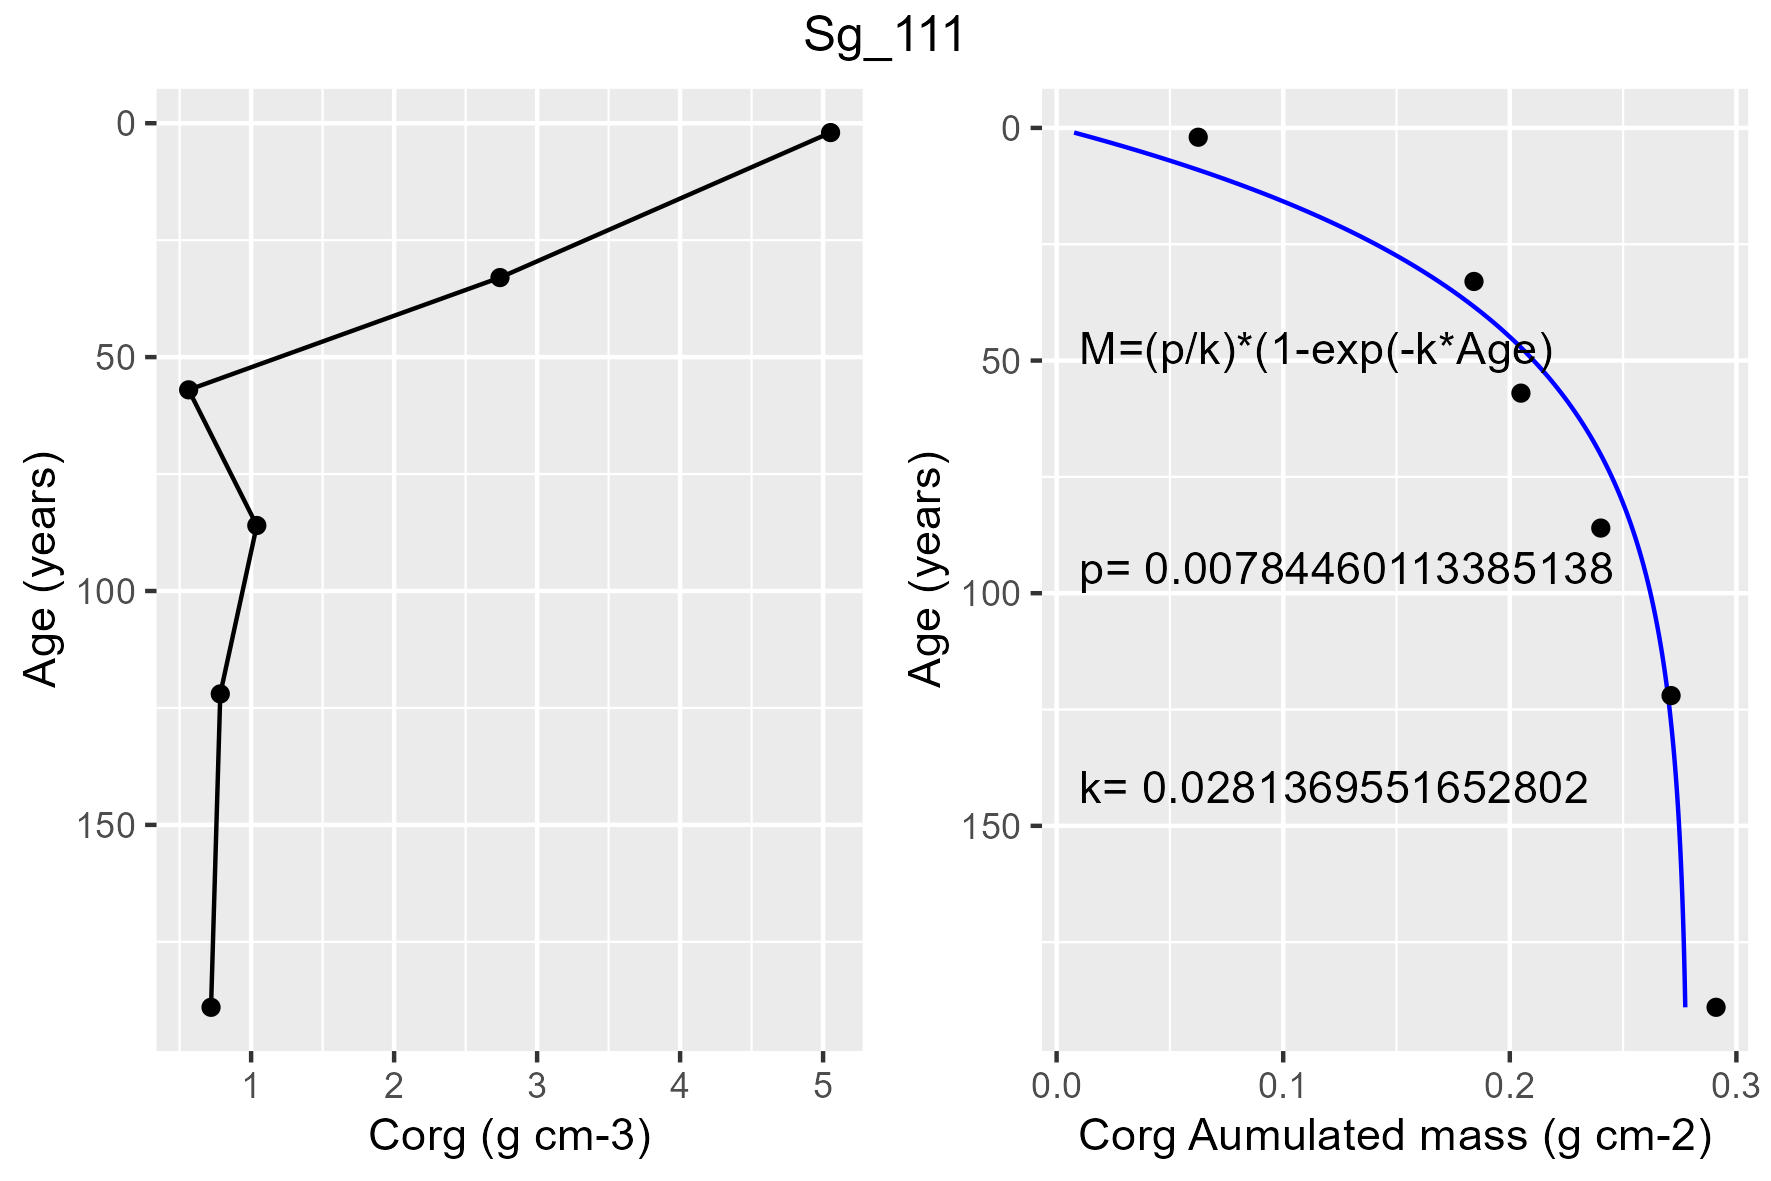 Sg_111
Age (years)
0
50
100
150
1
2
3
4
5
Corg (g cm-3)
Age (years)
0
50
100
150
M=(p/k)*(1-exp(-k*Age)
p= 0.00784460113385138
k= 0.0281369551652802
0.0
0.1
0.2
0.3
Corg Aumulated mass (g cm-2)